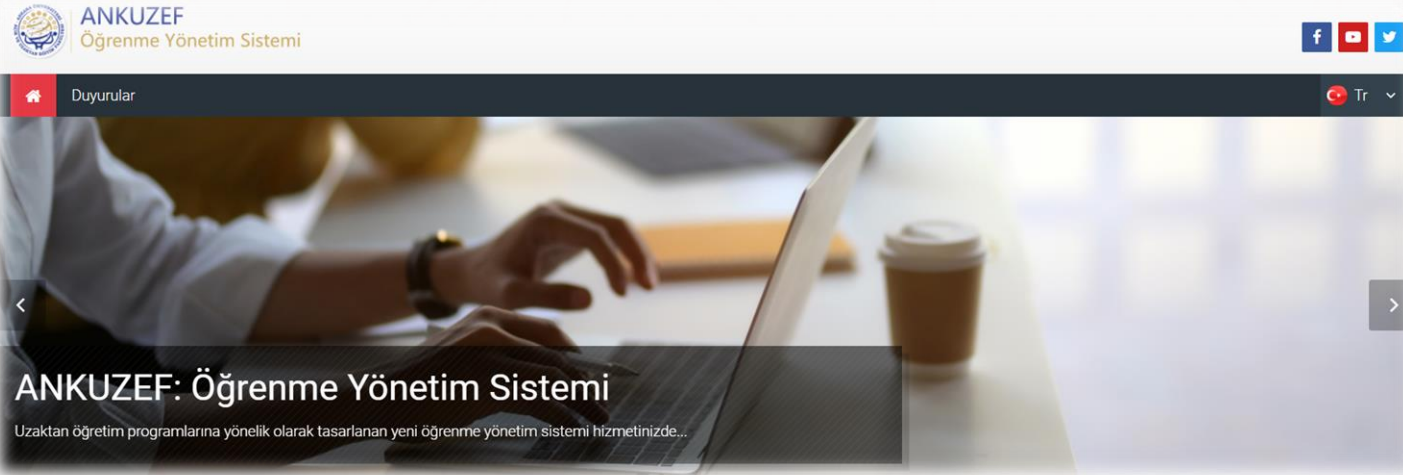 ANKUZEF
Öğrenme Yönetim Sistemi
Duyurular
Tr
ANKUZEF: Öğrenme Yönetim Sistemi
Uzaktan öğretim programlarına yönelik olarak tasarlanan yeni öğrenme yönetim sistemi hizmetinizde...